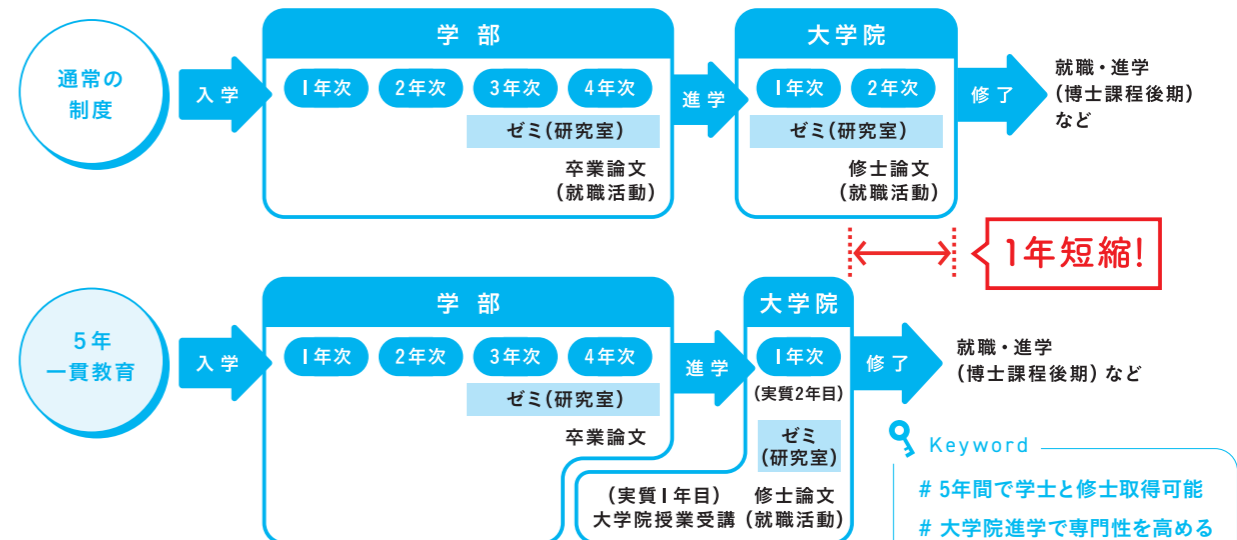 通常の
制度
入学
学部
1年次
2年次
3年次
4年次
ゼミ(研究室)
卒業論文
(就職活動)
進学
大学院
1年次
2年次
ゼミ(研究室)
修士論文
(就職活動)
修了
就職・進学
(博士課程後期)
など
1年短縮!
5年
一貫教育
入学
学部
1年次
2年次
3年次
4年次
ゼミ(研究室)
卒業論文
進学
(実質1年目)
大学院授業受講
大学院
1年次
(実質2年目)
ゼミ
(研究室)
修士論文
(就職活動)
修了
就職・進学
(博士課程後期)など
Keyword
# 5年間で学士と修士取得可能
# 大学院進学で専門性を高める